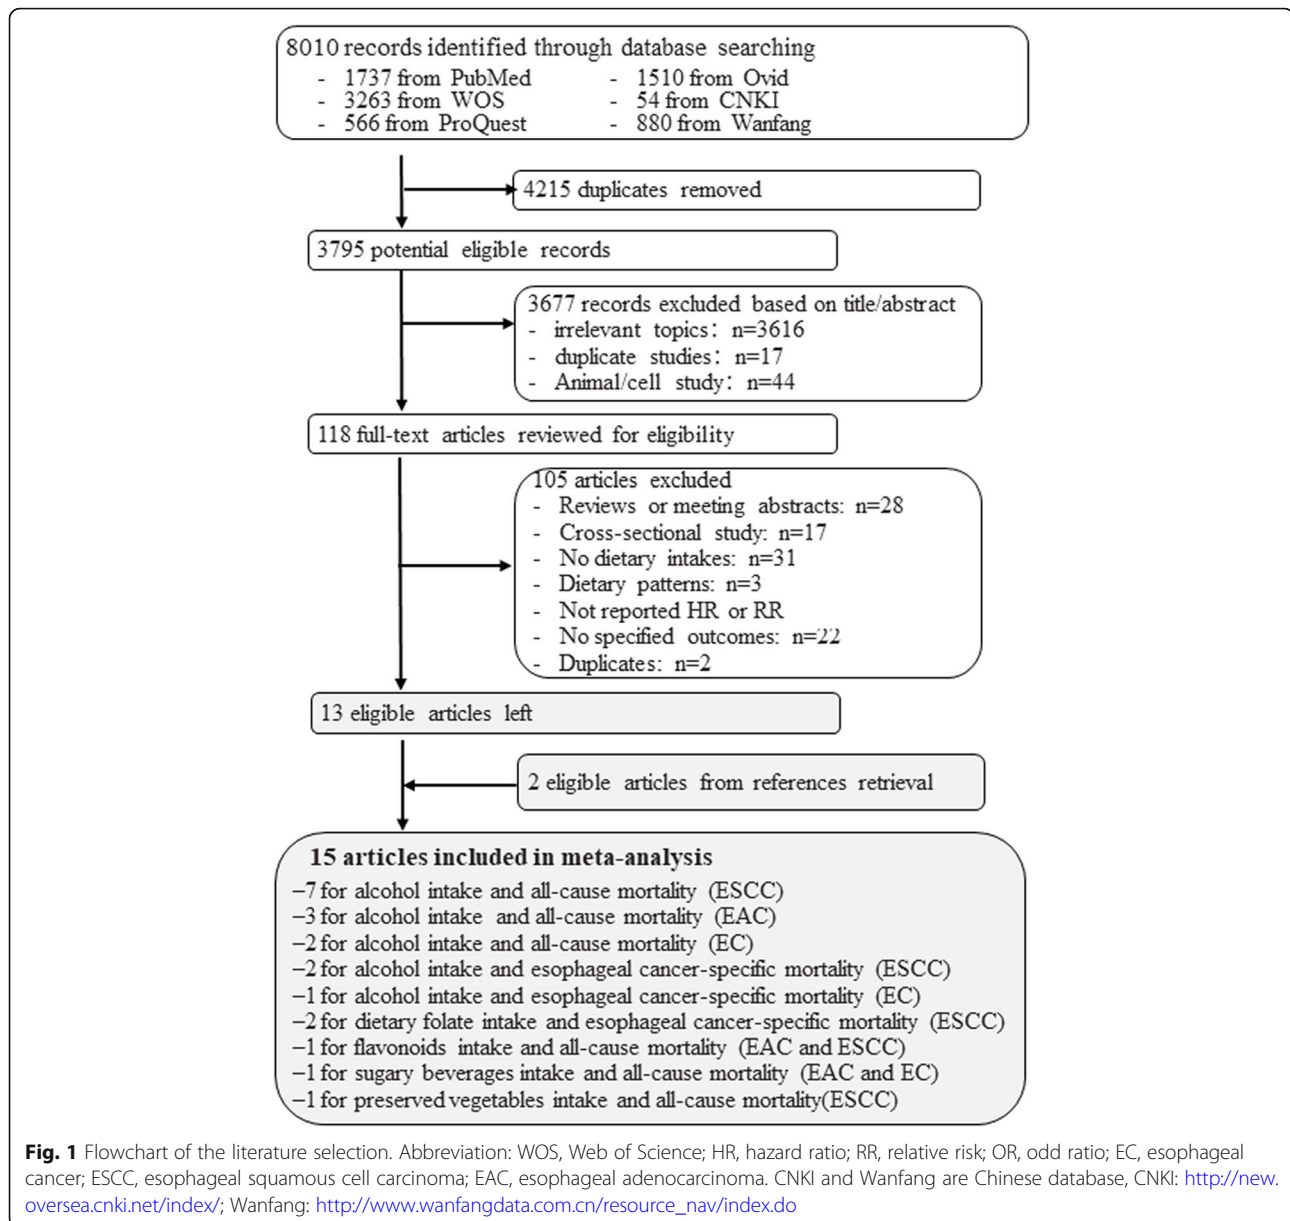 8010 records identified through database searching
- 1737 from PubMed
- 1510 from Ovid
- 3263 from WOS
- 54 from CNKI
- 566 from ProQuest
- 880 from Wanfang
4215 duplicates removed
3795 potential eligible records
3677 records excluded based on title/abstract
- irrelevant topics: n=3616
- duplicate studies: n=17
- Animal/cell study: n=44
118 full-text articles reviewed for eligibility
105 articles excluded
- Reviews or meeting abstracts: n=28
- Cross-sectional study: n=17
- No dietary intakes: n=31
- Dietary patterns: n=3
- Not reported HR or RR
- No specified outcomes: n=22
- Duplicates: n=2
13 eligible articles left
2 eligible articles from references retrieval
15 articles included in meta-analysis
–7 for alcohol intake and all-cause mortality (ESCC)
–3 for alcohol intake and all-cause mortality (EAC)
–2 for alcohol intake and all-cause mortality (EC)
–2 for alcohol intake and esophageal cancer-specific mortality (ESCC)
–1 for alcohol intake and esophageal cancer-specific mortality (EC)
–2 for dietary folate intake and esophageal cancer-specific mortality (ESCC)
–1 for flavonoids intake and all-cause mortality (EAC and ESCC)
–1 for sugary beverages intake and all-cause mortality (EAC and EC)
–1 for preserved vegetables intake and all-cause mortality(ESCC)
Fig. 1 Flowchart of the literature selection. Abbreviation: WOS, Web of Science; HR, hazard ratio; RR, relative risk; OR, odd ratio; EC, esophageal
cancer; ESCC, esophageal squamous cell carcinoma; EAC, esophageal adenocarcinoma. CNKI and Wanfang are Chinese database, CNKI: http://new.
oversea.cnki.net/index/; Wanfang: http://www.wanfangdata.com.cn/resource_nav/index.do